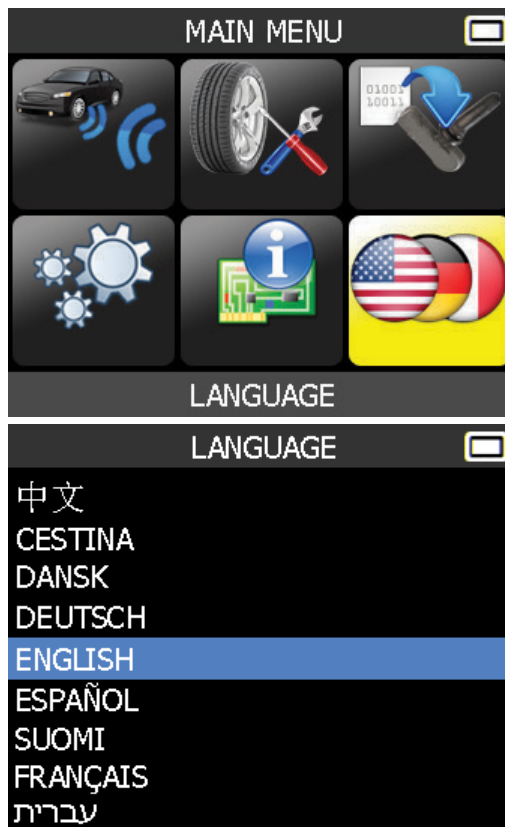 MAIN MENU
01001
10011
LANGUAGE
LANGUAGE
中文
CESTINA
DANSK
DEUTSCH
ENGLISH
ESPAÑOL
SUOMI
FRANÇAIS
עברית